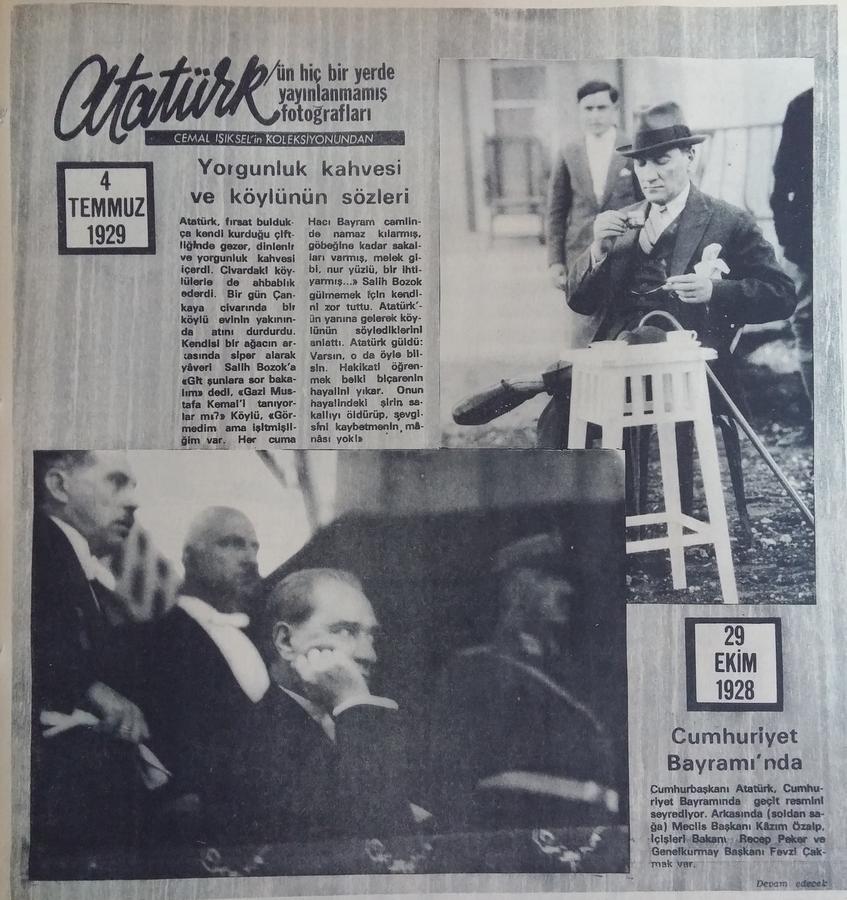 Atatürk'ün hiç bir yerde
yayınlanmamış
fotoğrafları
CEMAL IŞIKSEL'in KOLEKSİYONUNDAN
4
TEMMUZ
1929
Yorgunluk kahvesi
ve köylünün sözleri
Atatürk, fırsat bulduk-
ça kendi kurduğu çift-
liğinde gezer, dinlenir
ve yorgunluk kahvesi
içerdi. Civardaki köy-
lülerle de ahbablık
ederdi. Bir gün Çan-
kaya civarında bir
köylü evinin yakının-
da atını durdurdu.
Kendisi bir ağacın ar-
kasında siper alarak
yâveri Salih Bozok'a
«Git şunlara sor baka-
lım» dedi, «Gazi Mus-
tafa Kemal'i tanıyor-
lar mı?» Köylü, «Gör-
medim ama işitmişli-
ğim var. Her cuma
Hacı Bayram camiin-
de namaz kılarmış,
göbeğine kadar sakal-
ları varmış, melek gi-
bi, nur yüzlü, bir ihti-
yarmış...» Salih Bozok
gülmemek için kendi-
ni zor tuttu. Atatürk'-
ün yanına gelerek köy-
lünün söylediklerini
anlattı. Atatürk güldü:
Varsın, o da öyle bil-
sin. Hakikati öğren-
mek belki biçarenin
hayalini yıkar. Onun
hayalindeki şirin sa-
kallıyı öldürüp, sevgi-
sini kaybetmenin mâ-
nâsı yok!»
29
EKİM
1928
Cumhuriyet
Bayramı'nda
Cumhurbaşkanı Atatürk, Cumhu-
riyet Bayramında geçit resmini
seyrediyor. Arkasında (soldan sa-
ğa) Meclis Başkanı Kâzım Özalp,
İçişleri Bakanı Recep Peker ve
Genelkurmay Başkanı Fevzi Çak-
mak var.
Devam edecek